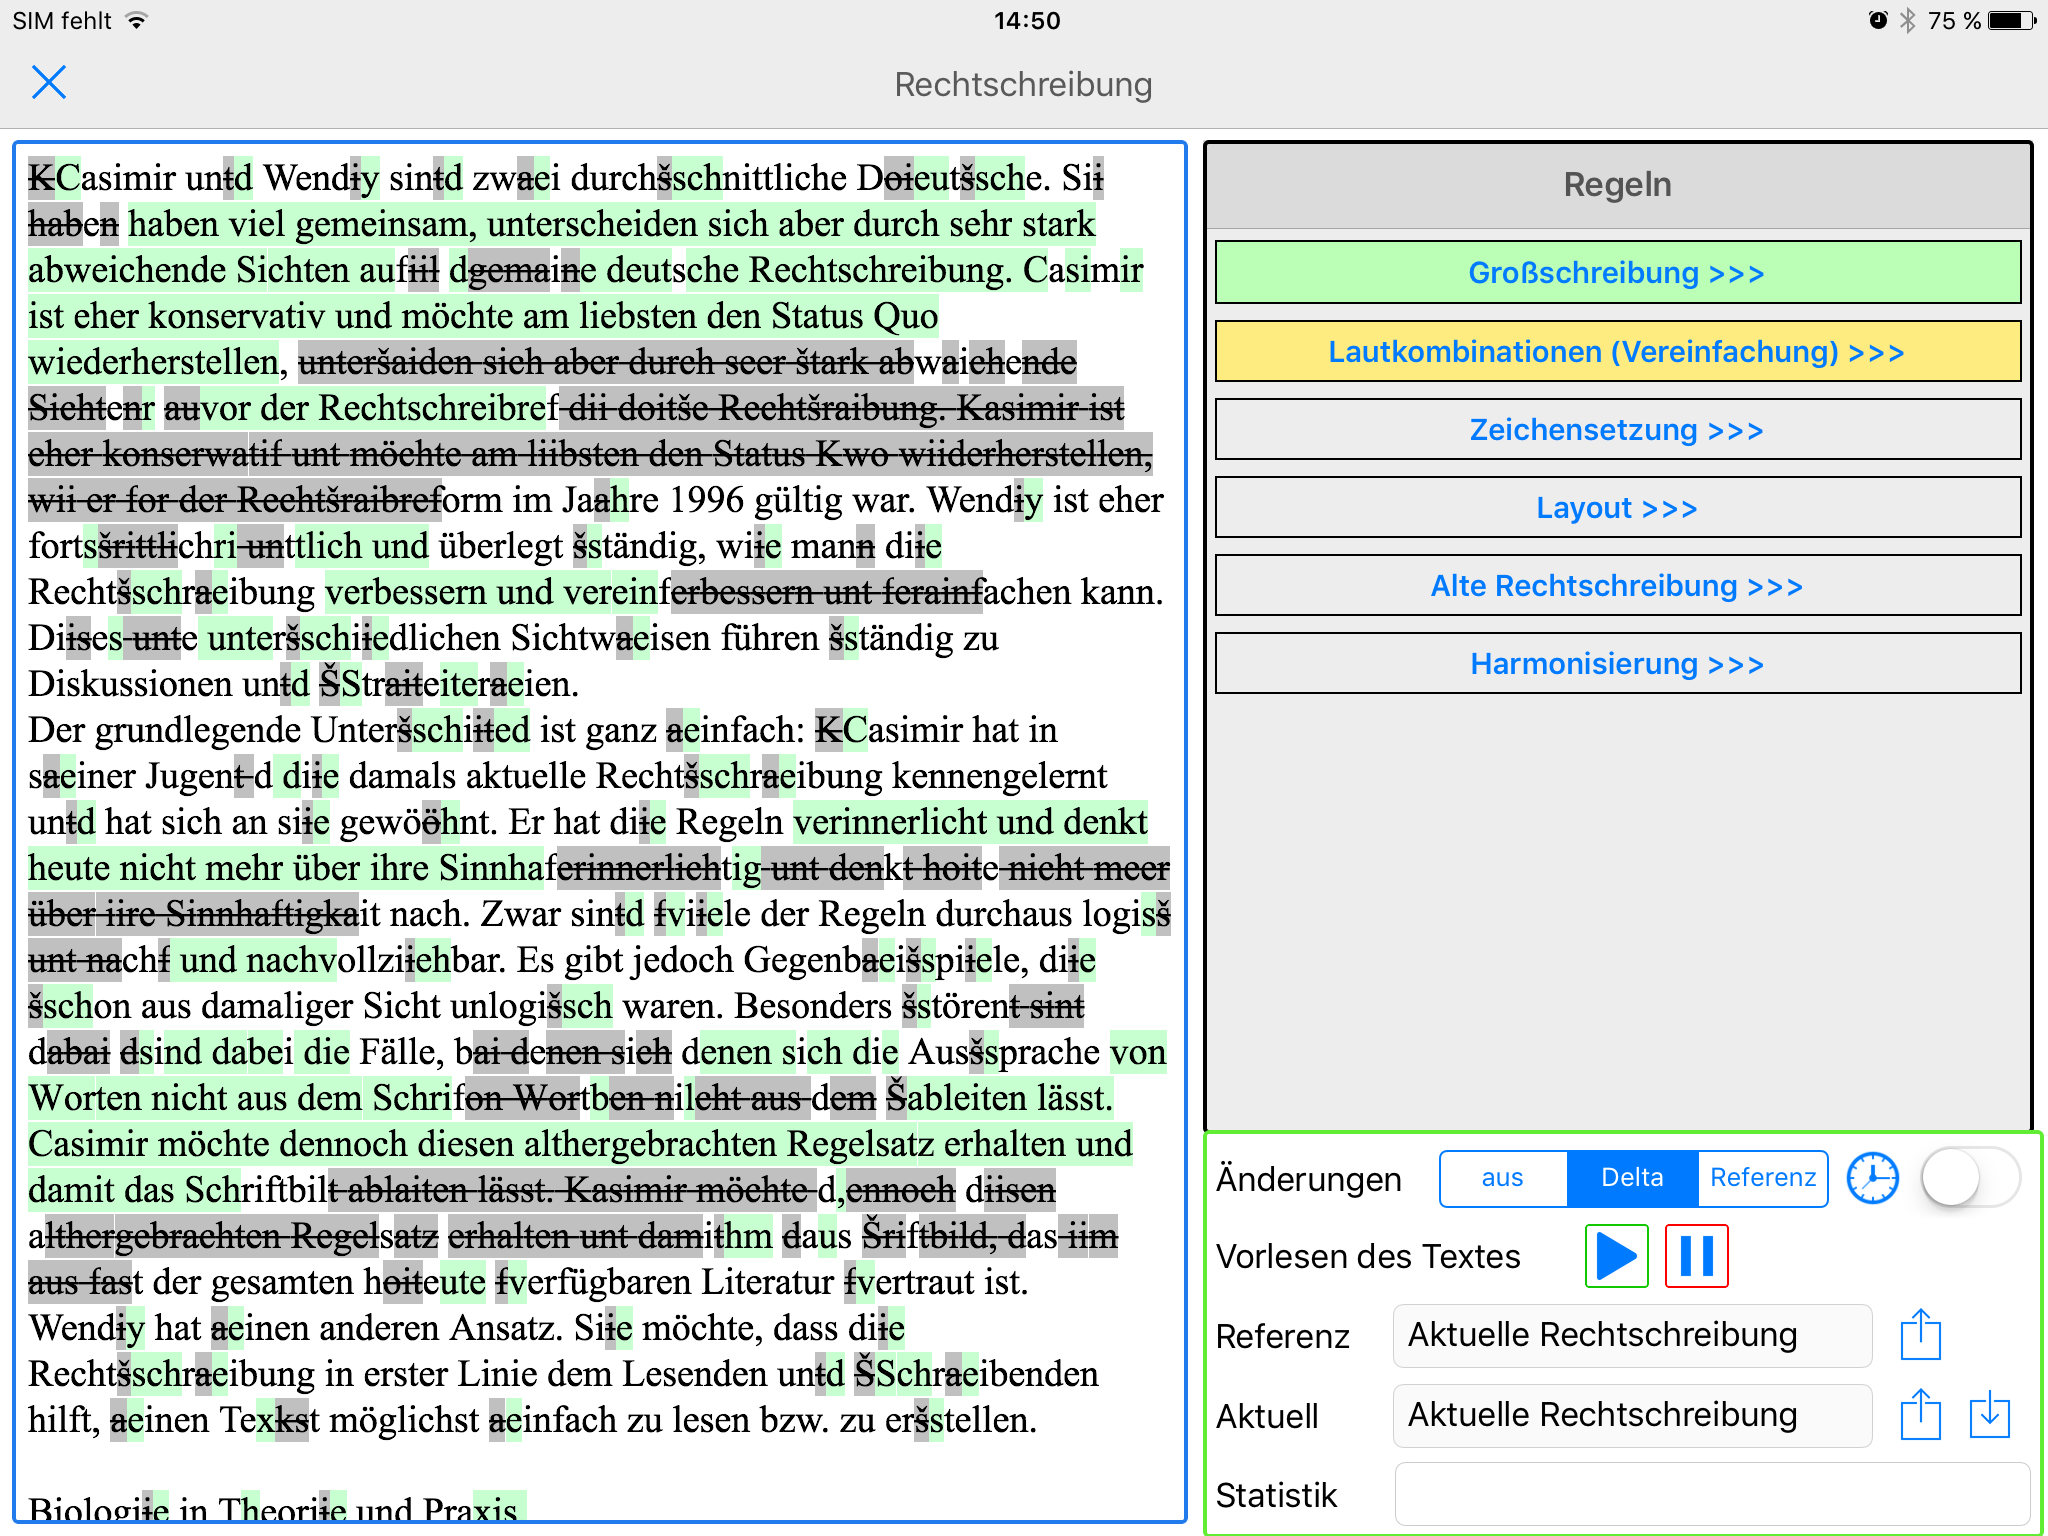 SIM fehlt 14:50 75 %
Rechtschreibung
KCasimir untd Wendiy sintd zwaei durchšschnittliche Doieutšsche. Sii
haben haben viel gemeinsam, unterscheiden sich aber durch sehr stark
abweichende Sichten aufiil dgemaine deutsche Rechtschreibung. Casimir
ist eher konservativ und möchte am liebsten den Status Quo
wiederherstellen, unteršaiden sich aber durch seer štark abwaichende
Sichtenr auvor der Rechtschreibref dii doitše Rechtšraibung. Kasimir ist
eher konserwatif unt möchte am liibsten den Status Kwo wiiderherstellen,
wii er for der Rechtšraibreform im Jaahre 1996 gültig war. Wendiy ist eher
fortsšrittlichri unttlich und überlegt šständig, wiie mann diie
Rechtšschraeibung verbessern und vereinferbessern unt ferainfachen kann.
Diises unte unteršschiiedlichen Sichtwaeisen führen šständig zu
Diskussionen untd ŠStraiteiteraeien.
Der grundlegende Unteršschiited ist ganz aeinfach: KCasimir hat in
saeiner Jugent d diie damals aktuelle Rechtšschraeibung kennengelernt
untd hat sich an siie gewööhnt. Er hat diie Regeln verinnerlicht und denkt
heute nicht mehr über ihre Sinnhaferinnerlichtig unt denkt hoite nicht meer
über iire Sinnhaftigkait nach. Zwar sintd fviiele der Regeln durchaus logisš
unt nachf und nachvollziiehbar. Es gibt jedoch Gegenbaeišspiiele, diie
šschon aus damaliger Sicht unlogišsch waren. Besonders šstörent sint
dabai dsind dabei die Fälle, bai denen sich denen sich die Ausšsprache von
Worten nicht aus dem Schrifon Wortben nilcht aus dem Šableiten lässt.
Casimir möchte dennoch diesen althergebrachten Regelsatz erhalten und
damit das Schriftbilt ablaiten lässt. Kasimir möchte d,ennoch diisen
althergebrachten Regelsatz erhalten unt damithm daus Šriftbild, das iim
aus fast der gesamten hoiteute fverfügbaren Literatur fvertraut ist.
Wendiy hat aeinen anderen Ansatz. Siie möchte, dass diie
Rechtšschraeibung in erster Linie dem Lesenden untd ŠSchraeibenden
hilft, aeinen Texkst möglichst aeinfach zu lesen bzw. zu eršstellen.
Biologiie in Theoriie und Praxis
Regeln
Großschreibung >>>
Lautkombinationen (Vereinfachung) >>>
Zeichensetzung >>>
Layout >>>
Alte Rechtschreibung >>>
Harmonisierung >>>
Änderungen aus Delta Referenz
Vorlesen des Textes
Referenz Aktuelle Rechtschreibung
Aktuell Aktuelle Rechtschreibung
Statistik